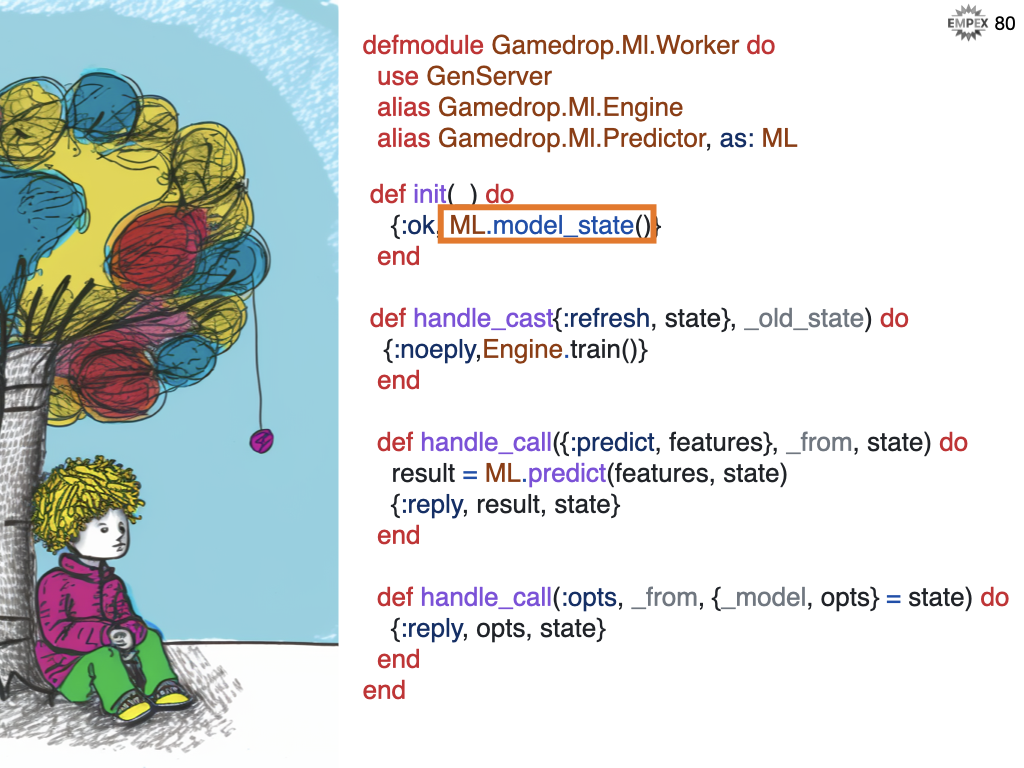 EMPEX 80
defmodule Gamedrop.Ml.Worker do
use GenServer
alias Gamedrop.Ml.Engine
alias Gamedrop.Ml.Predictor, as: ML
def init(_) do
{:ok, ML.model_state()}
end
def handle_cast{:refresh, state}, _old_state) do
{:noeply,Engine.train()}
end
def handle_call({:predict, features}, _from, state) do
result = ML.predict(features, state)
{:reply, result, state}
end
def handle_call(:opts, _from, {_model, opts} = state) do
{:reply, opts, state}
end
end